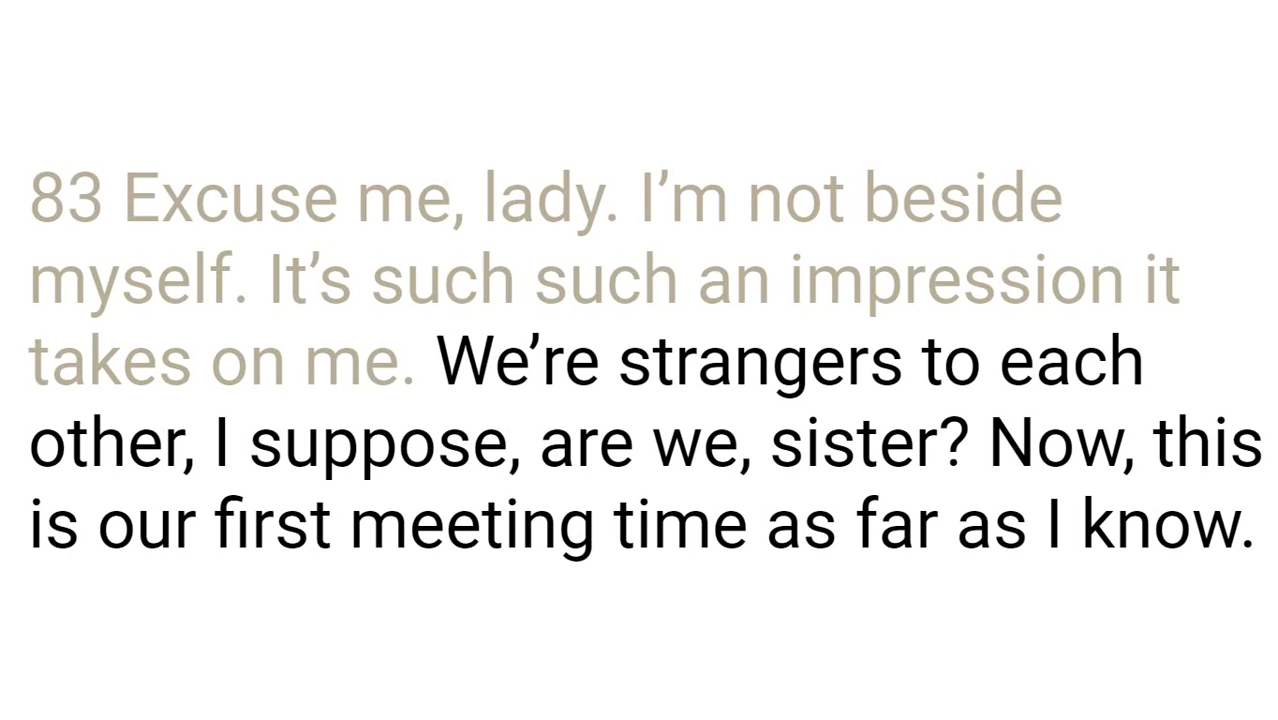 83 Excuse me, lady. I’m not beside
myself. It’s such such an impression it
takes on me. We’re strangers to each
other, I suppose, are we, sister? Now, this
is our first meeting time as far as I know.